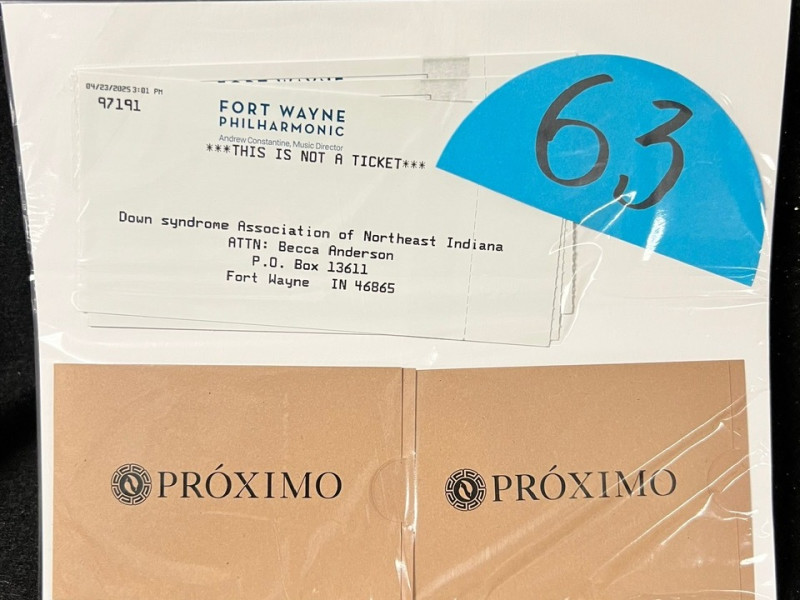 04/23/2025 3:01 PM
97191
FORT WAYNE
PHILHARMONIC
Andrew Constantine, Music Director
***THIS IS NOT A TICKET***
63
Down syndrome Association of Northeast Indiana
ATTN: Becca Anderson
P.O. Box 13611
Fort Wayne IN 46865
PRÓXIMO
PRÓXIMO